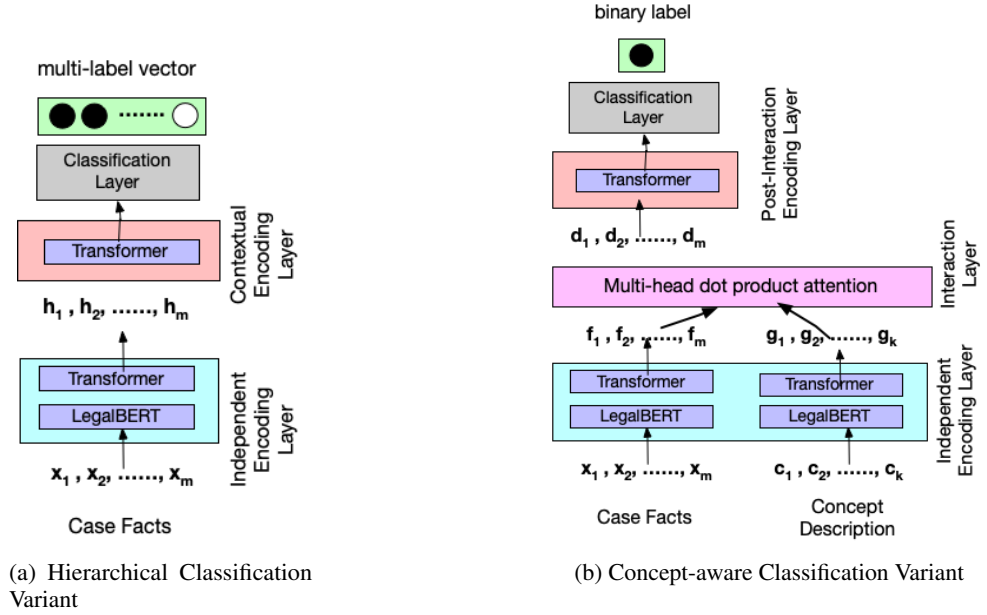 multi-label vector
Classification
Layer
Transformer
Contextual
Encoding
Layer
h1 , h2, ......, hm
Transformer
LegalBERT
Independent
Encoding
Layer
x1 , x2, ......, xm
Case Facts
(a) Hierarchical Classification
Variant
binary label
Classification
Layer
Transformer
Post-Interaction
Encoding Layer
d1 , d2, ......, dm
Multi-head dot product attention
Interaction
Layer
f1 , f2, ......, fm
g1 , g2, ......, gk
Transformer
Transformer
LegalBERT
LegalBERT
Independent
Encoding Layer
x1 , x2, ......, xm
c1 , c2, ......, ck
Case Facts
Concept
Description
(b) Concept-aware Classification Variant